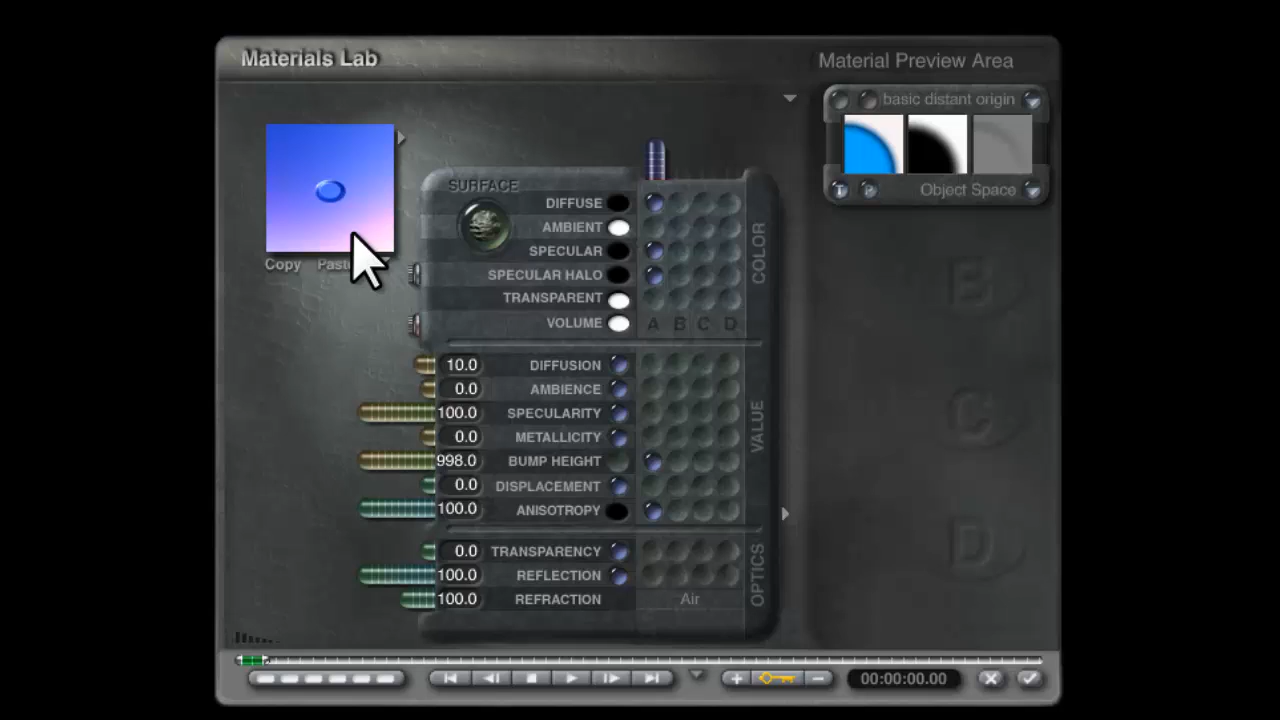 Materials Lab
Material Preview Area
basic distant origin
T P Object Space
Copy
SURFACE
DIFFUSE
AMBIENT
SPECULAR
SPECULAR HALO
TRANSPARENT
VOLUME
A B C D
COLOR
10.0 DIFFUSION
0.0 AMBIENCE
100.0 SPECULARITY
0.0 METALLICITY
998.0 BUMP HEIGHT
0.0 DISPLACEMENT
100.0 ANISOTROPY
VALUE
0.0 TRANSPARENCY
100.0 REFLECTION
100.0 REFRACTION
Air
OPTICS
B
C
D
00:00:00.00